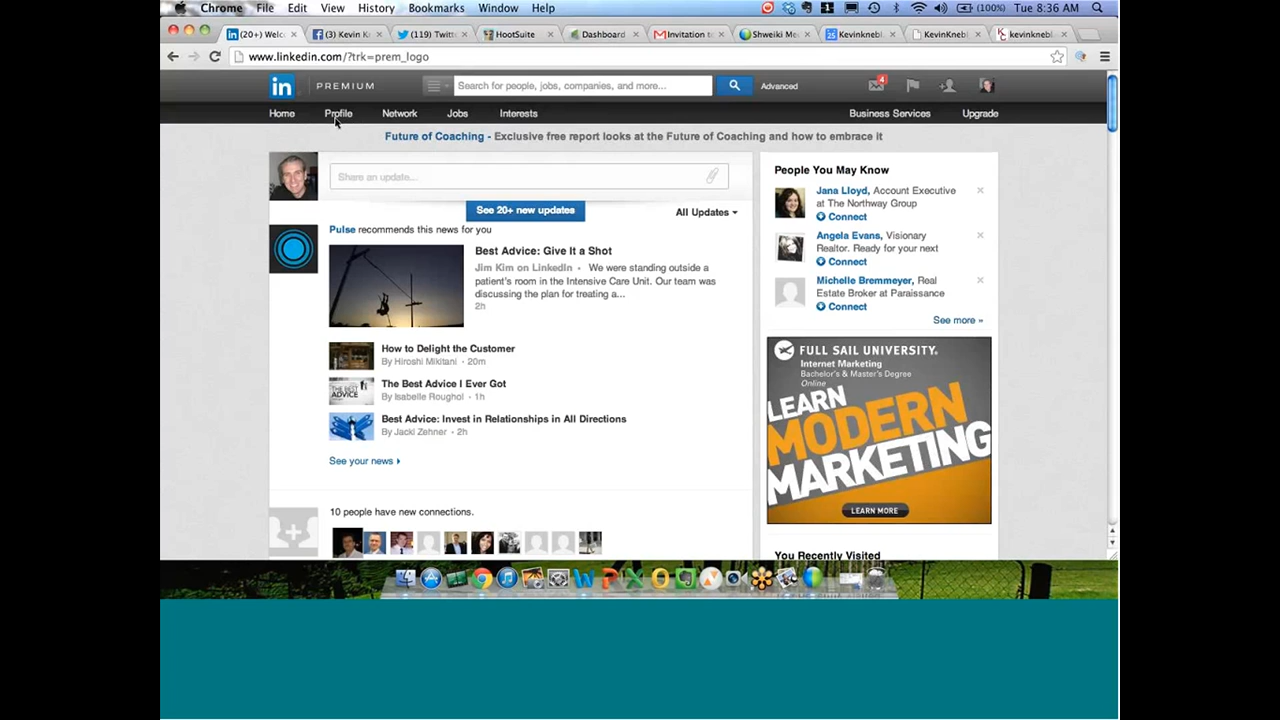 Chrome File Edit View History Bookmarks Window Help (100%) Tue 8:36 AM
(20+) Welc (3) Kevin K (119) Twitt HootSuite Dashboard Invitation to Shweiki Me Kevinkneb KevinKneb kevinknebl
www.linkedin.com/?trk=prem_logo
in PREMIUM Search for people, jobs, companies, and more... Advanced 4
Home Profile Network Jobs Interests Business Services Upgrade
Future of Coaching - Exclusive free report looks at the Future of Coaching and how to embrace it
Share an update...
See 20+ new updates All Updates
Pulse recommends this news for you
Best Advice: Give It a Shot
Jim Kim on LinkedIn • We were standing outside a
patient's room in the Intensive Care Unit. Our team was
discussing the plan for treating a...
2h
How to Delight the Customer
By Hiroshi Mikitani • 20m
THE BEST ADVICE
The Best Advice I Ever Got
By Isabelle Roughol • 1h
Best Advice: Invest in Relationships in All Directions
By Jacki Zehner • 2h
See your news
10 people have new connections.
People You May Know
Jana Lloyd, Account Executive
at The Northway Group
Connect
Angela Evans, Visionary
Realtor. Ready for your next
Connect
Michelle Bremmeyer, Real
Estate Broker at Paraissance
Connect
See more »
FULL SAIL UNIVERSITY.
Internet Marketing
Bachelor's & Master's Degree
Online
LEARN
MODERN
MARKETING
LEARN MORE
You Recently Visited